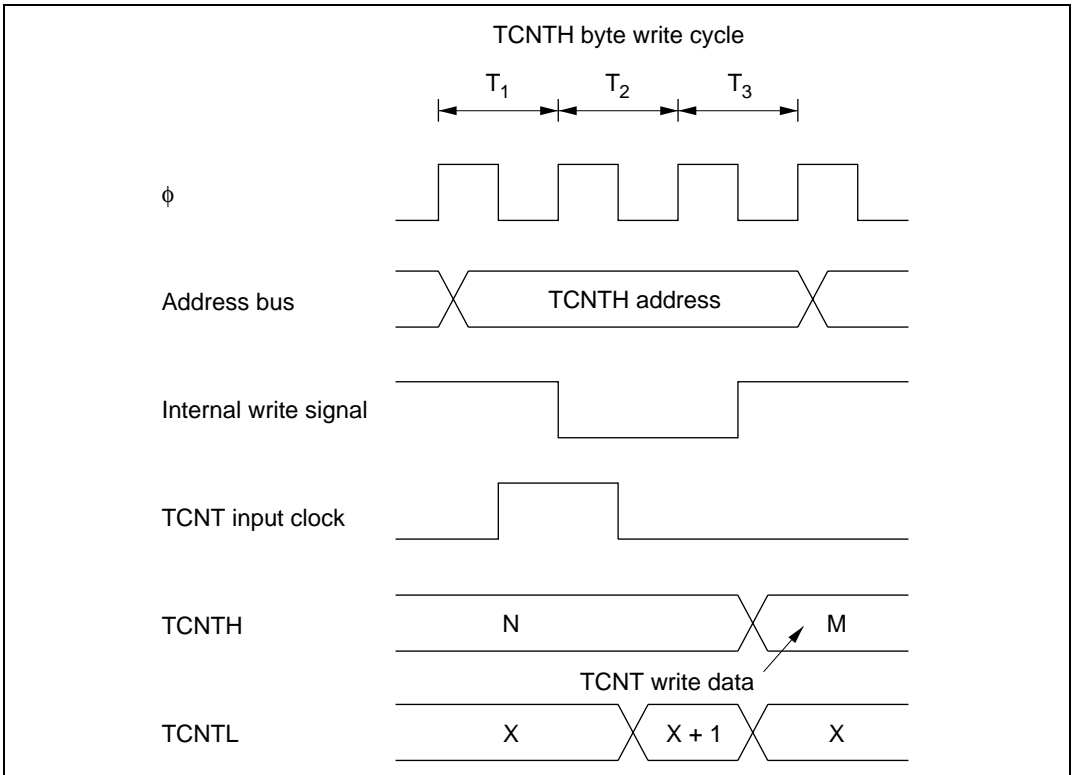 TCNTH byte write cycle
T1 T2 T3
φ
Address bus TCNTH address
Internal write signal
TCNT input clock
TCNTH N M
TCNT write data
TCNTL X X + 1 X